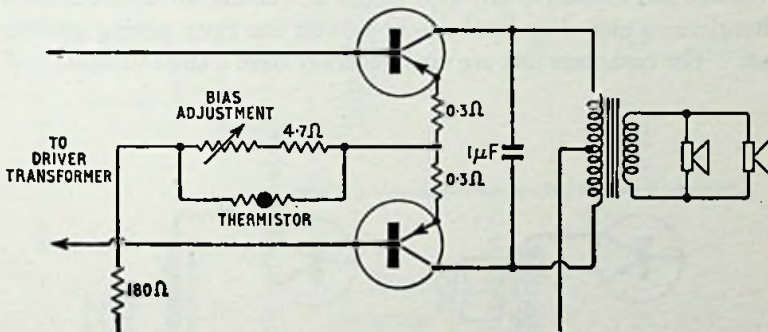 BIAS
ADJUSTMENT
0·3Ω
4·7Ω
TO
DRIVER
TRANSFORMER
1μF
0·3Ω
THERMISTOR
180Ω